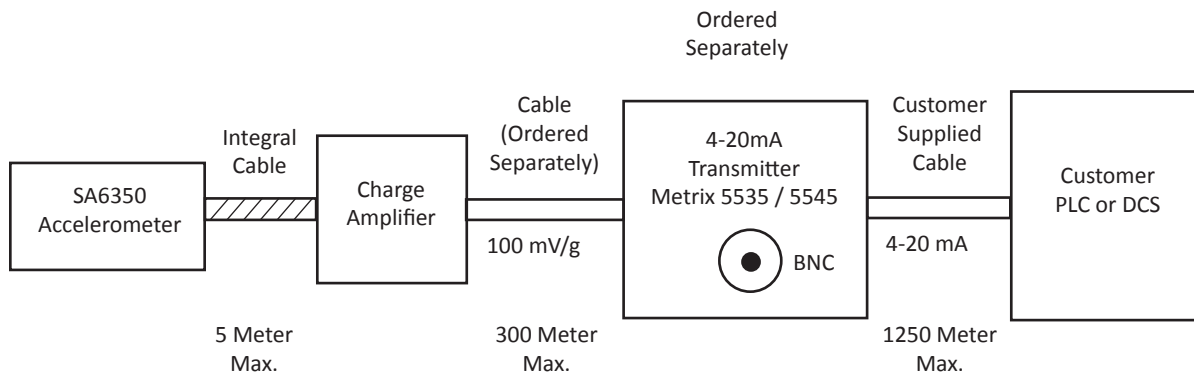 Ordered
Separately
Integral
Cable
Cable
(Ordered
Separately)
Customer
Supplied
Cable
SA6350
Accelerometer
Charge
Amplifier
4-20mA
Transmitter
Metrix 5535 / 5545
Customer
PLC or DCS
100 mV/g
BNC
4-20 mA
5 Meter
Max.
300 Meter
Max.
1250 Meter
Max.